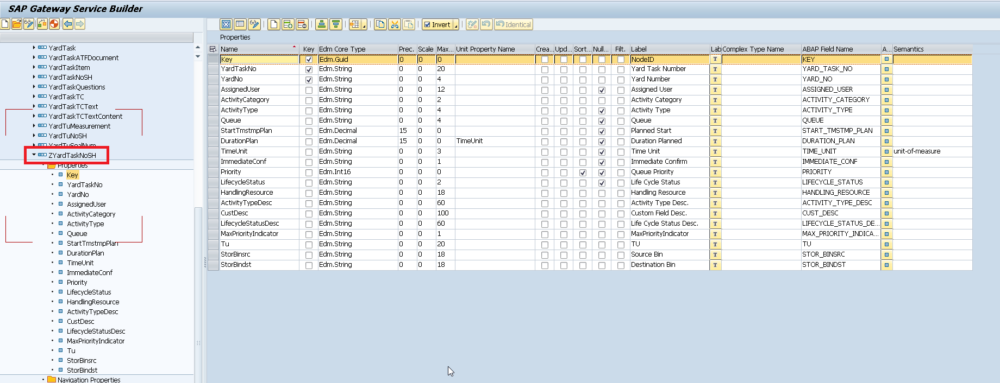 SAP Gateway Service Builder
Invert
Identical
YardTask
YardTaskATFDocument
YardTaskItem
YardTaskNoSH
YardTaskQuestions
YardTaskTC
YardTaskTCText
YardTaskTCTextContent
YardTuMeasurement
YardTuNoSH
YardTuSealNum
ZYardTaskNoSH
Properties
Key
YardTaskNo
YardNo
AssignedUser
ActivityCategory
ActivityType
Queue
StartTmstmpPlan
DurationPlan
TimeUnit
ImmediateConf
Priority
LifecycleStatus
HandlingResource
ActivityTypeDesc
CustDesc
LifecycleStatusDesc
MaxPriorityIndicator
Tu
StorBinsrc
StorBindst
Navigation Properties
Properties
Name Key Edm Core Type Prec. Scale Max... Unit Property Name Crea... Upd... Sort... Null... Filt. Label Lab Complex Type Name ABAP Field Name A... Semantics
Key Edm.Guid 0 0 0 NodeID T KEY
YardTaskNo Edm.String 0 0 20 Yard Task Number T YARD_TASK_NO
YardNo Edm.String 0 0 4 Yard Number T YARD_NO
AssignedUser Edm.String 0 0 12 Assigned User T ASSIGNED_USER
ActivityCategory Edm.String 0 0 2 Activity Category T ACTIVITY_CATEGORY
ActivityType Edm.String 0 0 4 Activity Type T ACTIVITY_TYPE
Queue Edm.String 0 0 4 Queue T QUEUE
StartTmstmpPlan Edm.Decimal 15 0 0 Planned Start T START_TMSTMP_PLAN
DurationPlan Edm.Decimal 15 0 0 TimeUnit Duration Planned T DURATION_PLAN
TimeUnit Edm.String 0 0 3 Time Unit T TIME_UNIT unit-of-measure
ImmediateConf Edm.String 0 0 1 Immediate Confirm T IMMEDIATE_CONF
Priority Edm.Int16 0 0 0 Queue Priority T PRIORITY
LifecycleStatus Edm.String 0 0 2 Life Cycle Status T LIFECYCLE_STATUS
HandlingResource Edm.String 0 0 18 Handling Resource T HANDLING_RESOURCE
ActivityTypeDesc Edm.String 0 0 60 Activity Type Desc. T ACTIVITY_TYPE_DESC
CustDesc Edm.String 0 0 100 Custom Field Desc. T CUST_DESC
LifecycleStatusDesc Edm.String 0 0 60 Life Cycle Status Desc. T LIFECYCLE_STATUS_DE...
MaxPriorityIndicator Edm.String 0 0 1 MaxPriorityIndicator T MAX_PRIORITY_INDICA...
Tu Edm.String 0 0 20 TU T TU
StorBinsrc Edm.String 0 0 18 Source Bin T STOR_BINSRC
StorBindst Edm.String 0 0 18 Destination Bin T STOR_BINDST